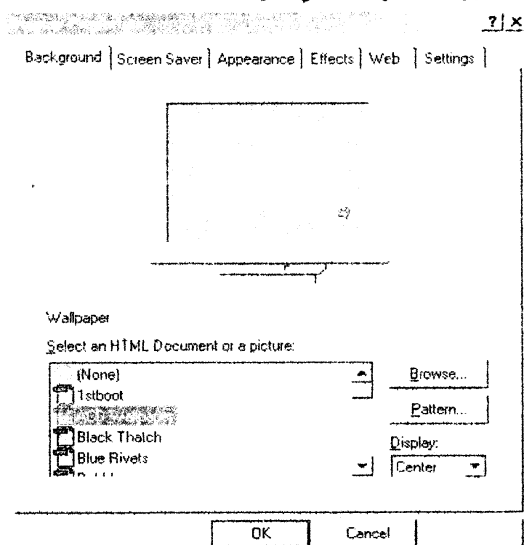 ? | ×
Background | Screen Saver | Appearance | Effects | Web | Settings
Wallpaper
Select an HTML Document or a picture:
(None)
1stboot
Black Thatch
Blue Rivets
Browse...
Pattern...
Display:
Center
OK Cancel